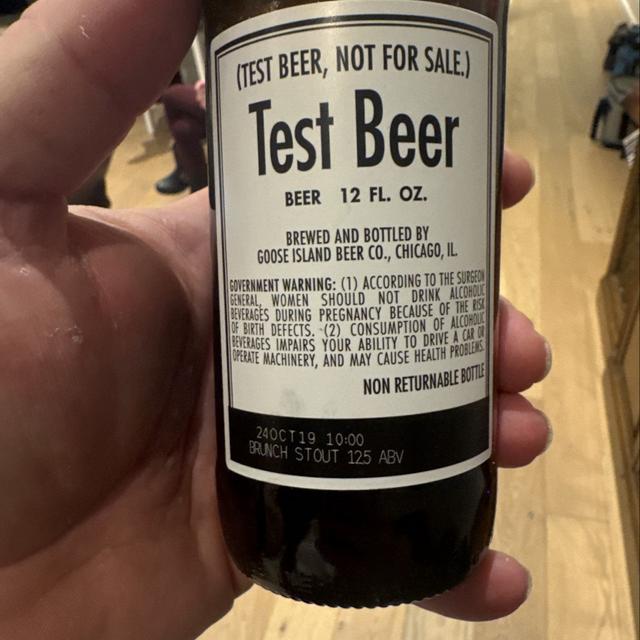 (TEST BEER, NOT FOR SALE.)
Test Beer
BEER 12 FL. OZ.
BREWED AND BOTTLED BY
GOOSE ISLAND BEER CO., CHICAGO, IL.
GOVERNMENT WARNING: (1) ACCORDING TO THE SURGEON
GENERAL, WOMEN SHOULD NOT DRINK ALCOHOLIC
BEVERAGES DURING PREGNANCY BECAUSE OF THE RISK
OF BIRTH DEFECTS. (2) CONSUMPTION OF ALCOHOLIC
BEVERAGES IMPAIRS YOUR ABILITY TO DRIVE A CAR OR
OPERATE MACHINERY, AND MAY CAUSE HEALTH PROBLEMS.
NON RETURNABLE BOTTLE
24OCT19 10:00
BRUNCH STOUT 12.5 ABV